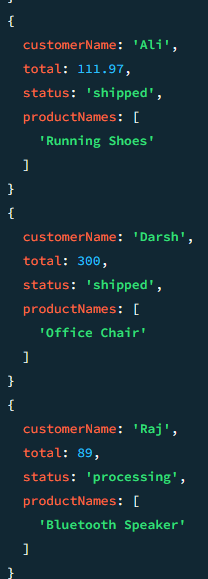 }
{
  customerName: 'Ali',
  total: 111.97,
  status: 'shipped',
  productNames: [
    'Running Shoes'
  ]
}
{
  customerName: 'Darsh',
  total: 300,
  status: 'shipped',
  productNames: [
    'Office Chair'
  ]
}
{
  customerName: 'Raj',
  total: 89,
  status: 'processing',
  productNames: [
    'Bluetooth Speaker'
  ]
}